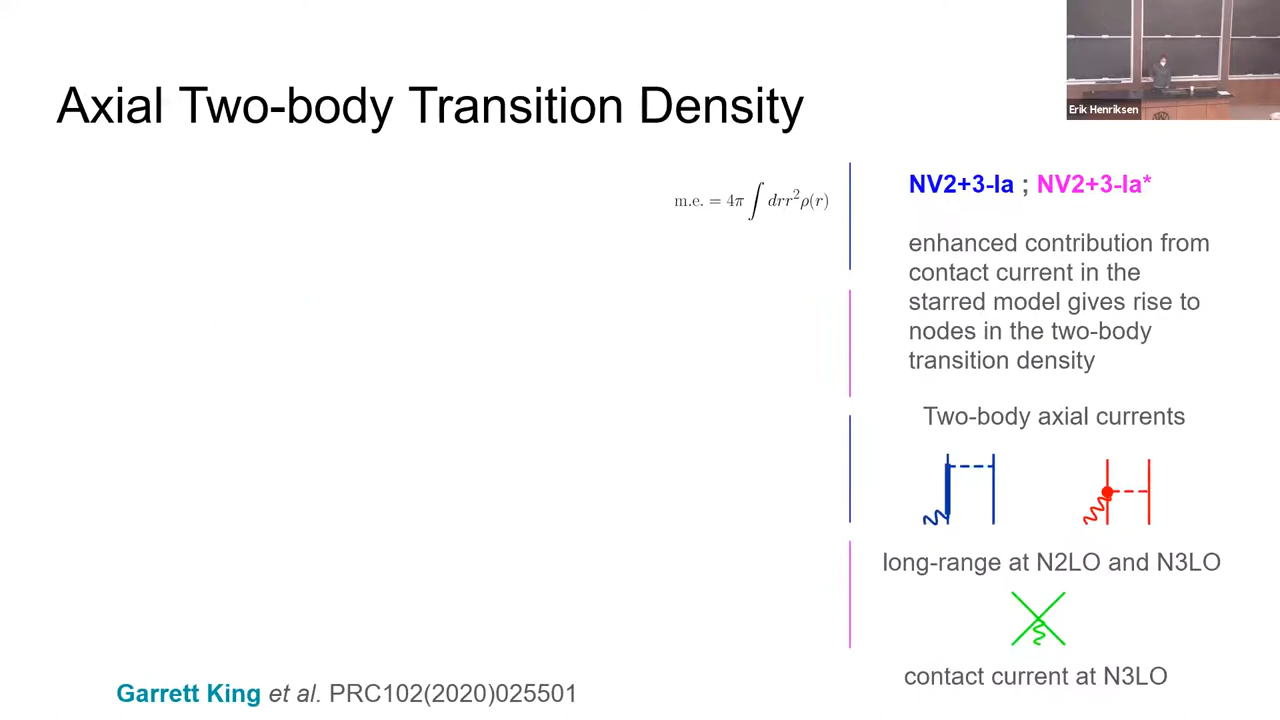 Erik Henriksen
Axial Two-body Transition Density
m.e. = 4π ∫ drr²ρ(r)
NV2+3-Ia ; NV2+3-Ia*
enhanced contribution from
contact current in the
starred model gives rise to
nodes in the two-body
transition density
Two-body axial currents
long-range at N2LO and N3LO
contact current at N3LO
Garrett King et al. PRC102(2020)025501